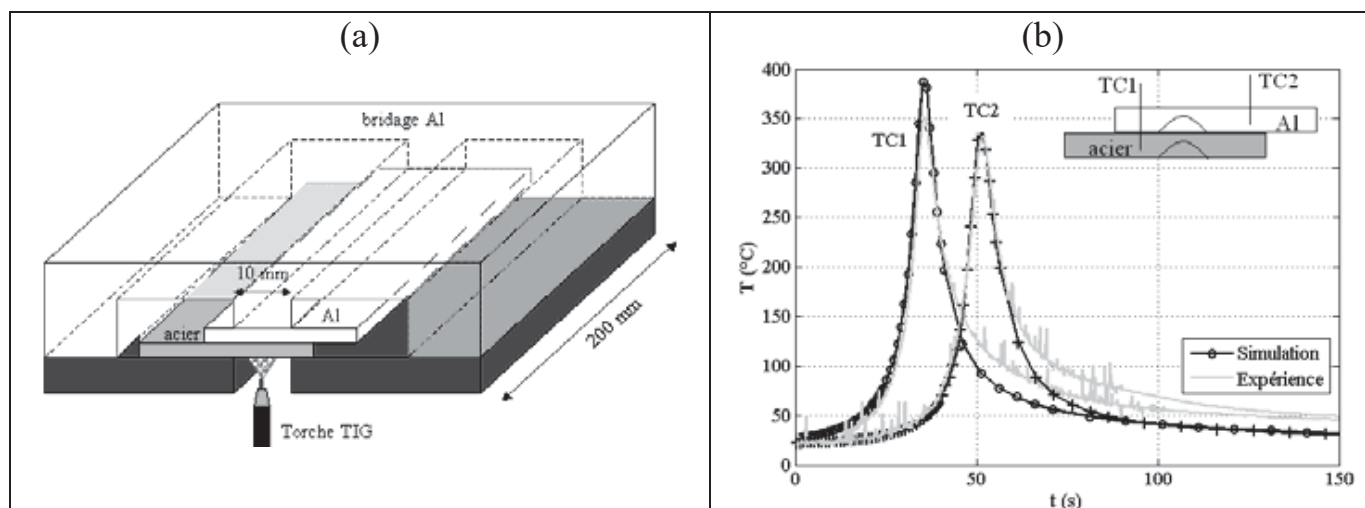 (a)
bridage Al
10 mm
Al
acier
200 mm
Torche TIG
(b)
400
350
300
250
200
150
100
50
0
T (°C)
TC1
TC2
TC1
TC2
Al
acier
Simulation
Expérience
0
50
100
150
t (s)